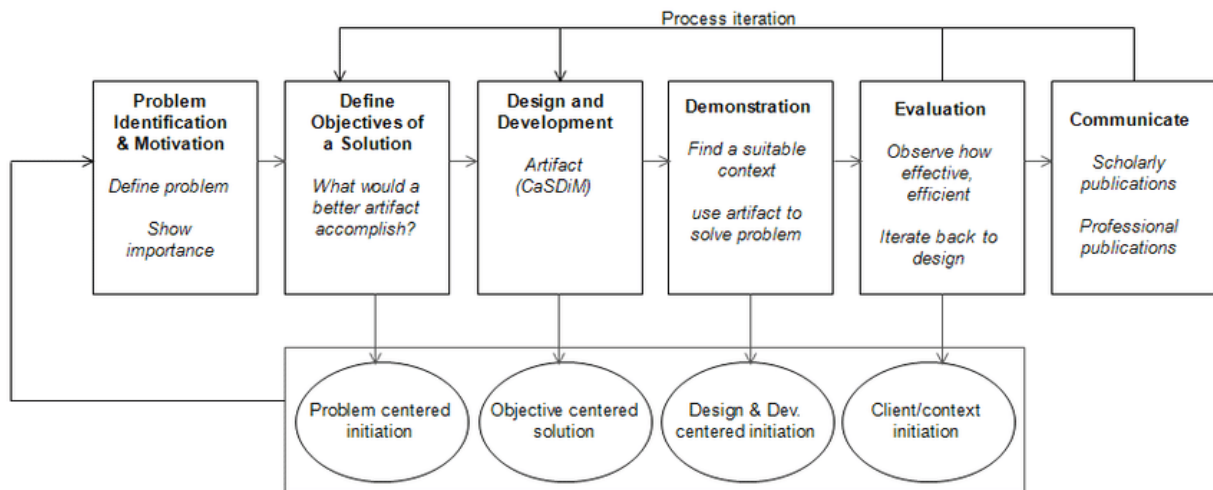 Process iteration
Problem
Identification
& Motivation
Define problem
Show
importance
Define
Objectives of
a Solution
What would a
better artifact
accomplish?
Design and
Development
Artifact
(CaSDiM)
Demonstration
Find a suitable
context
use artifact to
solve problem
Evaluation
Observe how
effective,
efficient
Iterate back to
design
Communicate
Scholarly
publications
Professional
publications
Problem centered
initiation
Objective centered
solution
Design & Dev.
centered initiation
Client/context
initiation